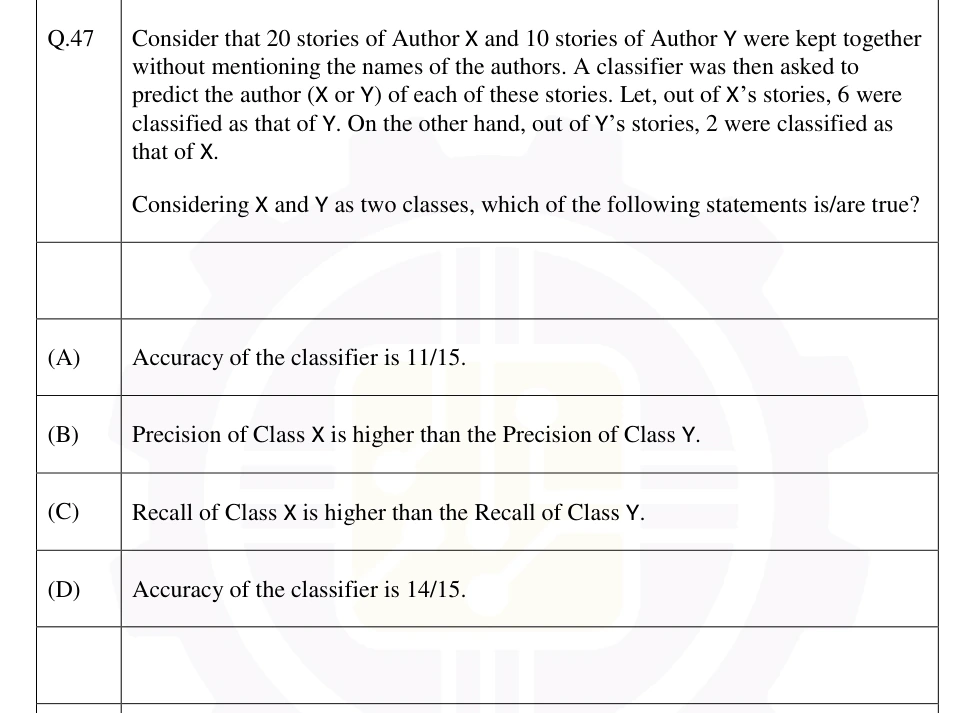 Q.47 Consider that 20 stories of Author X and 10 stories of Author Y were kept together
without mentioning the names of the authors. A classifier was then asked to
predict the author (X or Y) of each of these stories. Let, out of X’s stories, 6 were
classified as that of Y. On the other hand, out of Y’s stories, 2 were classified as
that of X.
Considering X and Y as two classes, which of the following statements is/are true?
(A) Accuracy of the classifier is 11/15.
(B) Precision of Class X is higher than the Precision of Class Y.
(C) Recall of Class X is higher than the Recall of Class Y.
(D) Accuracy of the classifier is 14/15.